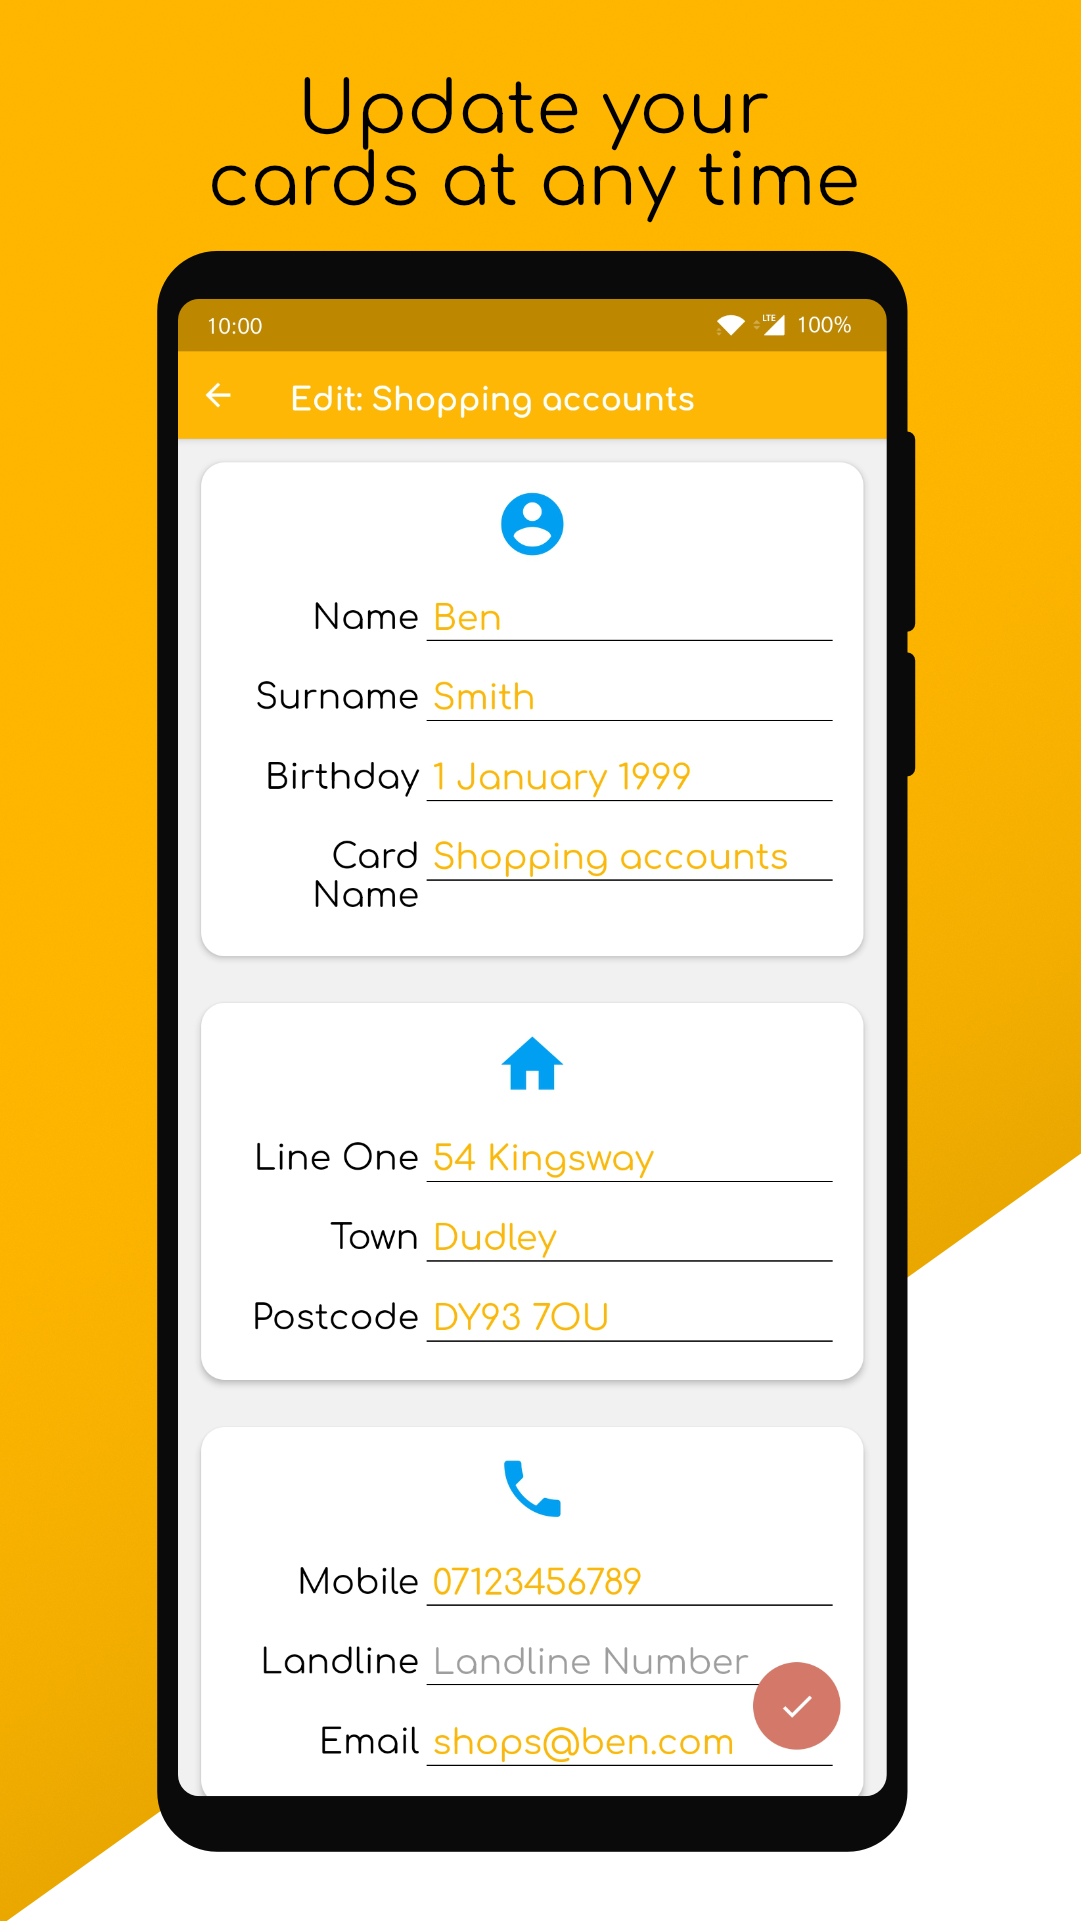 Update your
cards at any time
10:00 LTE 100%
Edit: Shopping accounts
Name Ben
Surname Smith
Birthday 1 January 1999
Card Shopping accounts
Name
Line One 54 Kingsway
Town Dudley
Postcode DY93 7OU
Mobile 07123456789
Landline Landline Number
Email shops@ben.com